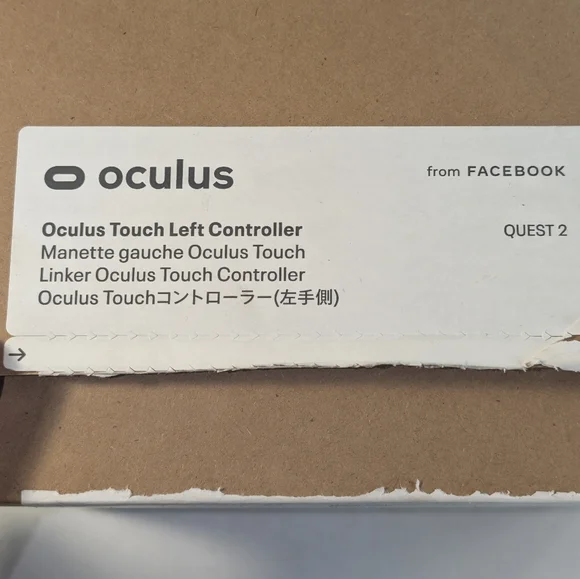 oculus
from FACEBOOK
Oculus Touch Left Controller
QUEST 2
Manette gauche Oculus Touch
Linker Oculus Touch Controller
Oculus Touchコントローラー(左手側)